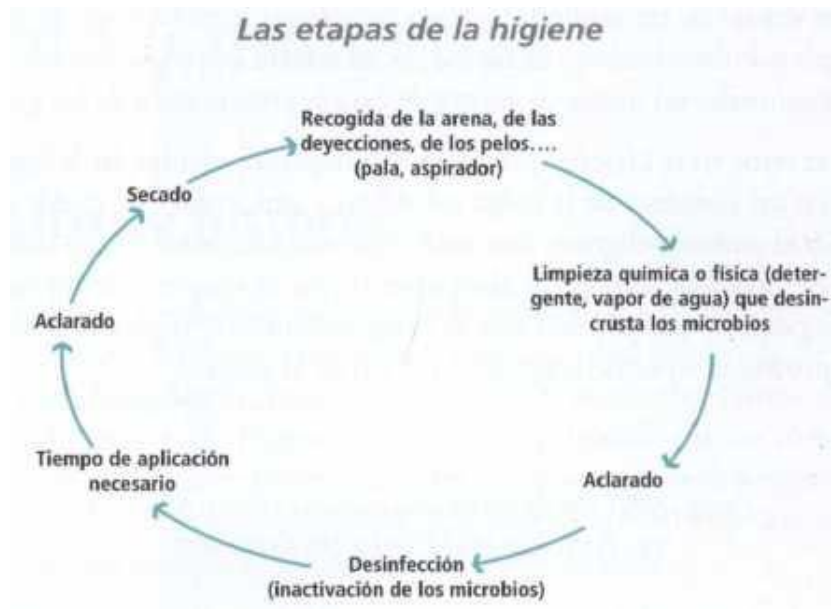 Las etapas de la higiene
Recogida de la arena, de las
deyecciones, de los pelos....
(pala, aspirador)
Limpieza química o física (deter-
gente, vapor de agua) que desin-
crusta los microbios
Aclarado
Desinfección
(inactivación de los microbios)
Tiempo de aplicación
necesario
Aclarado
Secado